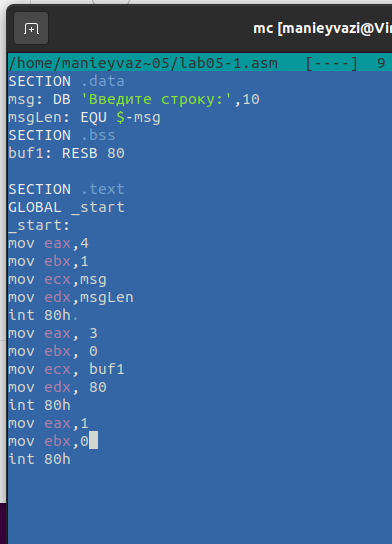 mc [manieyvazi@Vi
/home/manieyvaz~05/lab05-1.asm   [----]  9
SECTION .data
msg: DB 'Введите строку:',10
msgLen: EQU $-msg
SECTION .bss
buf1: RESB 80
SECTION .text
GLOBAL _start
_start:
mov eax,4
mov ebx,1
mov ecx,msg
mov edx,msgLen
int 80h.
mov eax, 3
mov ebx, 0
mov ecx, buf1
mov edx, 80
int 80h
mov eax,1
mov ebx,0
int 80h